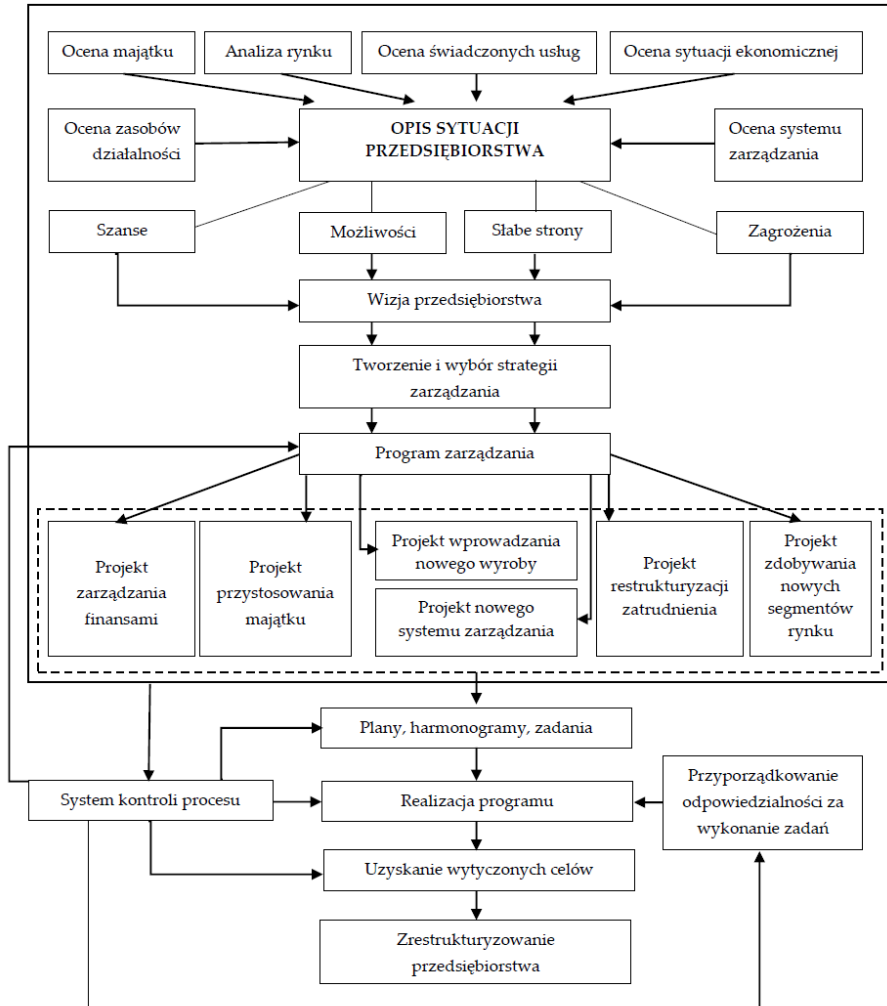 Ocena majątku
Analiza rynku
Ocena świadczonych usług
Ocena sytuacji ekonomicznej
Ocena zasobów
działalności
OPIS SYTUACJI
PRZEDSIĘBIORSTWA
Ocena systemu
zarządzania
Szanse
Możliwości
Słabe strony
Zagrożenia
Wizja przedsiębiorstwa
Tworzenie i wybór strategii
zarządzania
Program zarządzania
Projekt
zarządzania
finansami
Projekt
przystosowania
majątku
Projekt wprowadzania
nowego wyroby
Projekt nowego
systemu zarządzania
Projekt
restrukturyzacji
zatrudnienia
Projekt
zdobywania
nowych
segmentów
rynku
Plany, harmonogramy, zadania
System kontroli procesu
Realizacja programu
Przyporządkowanie
odpowiedzialności za
wykonanie zadań
Uzyskanie wytyczonych celów
Zrestrukturyzowanie
przedsiębiorstwa